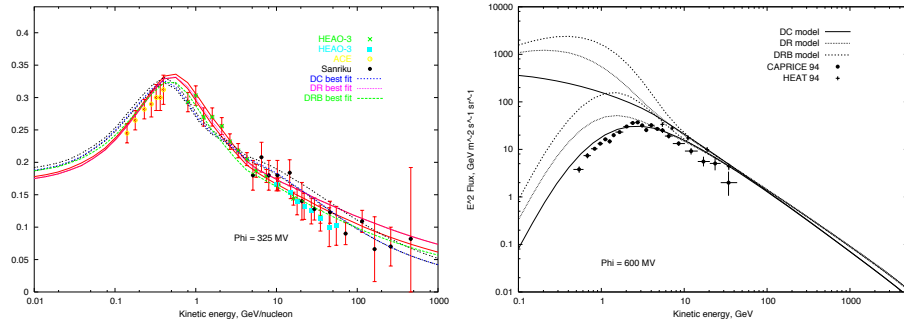 0.4
0.35
0.3
0.25
0.2
0.15
0.1
0.05
0
0.01 0.1 1 10 100 1000
Kinetic energy, GeV/nucleon
HEAO-3
HEAO-3
Sanriku
DC best fit
DR best fit
DRB best fit
Phi = 325 MV
E^2 Flux, GeV m^-2 s^-1 sr^-1
10000
1000
100
10
1
0.1
0.01
0.1 1 10 100 1000
Kinetic energy, GeV
DC model
DR model
DRB model
CAPRICE 94
HEAT 94
Phi = 600 MV